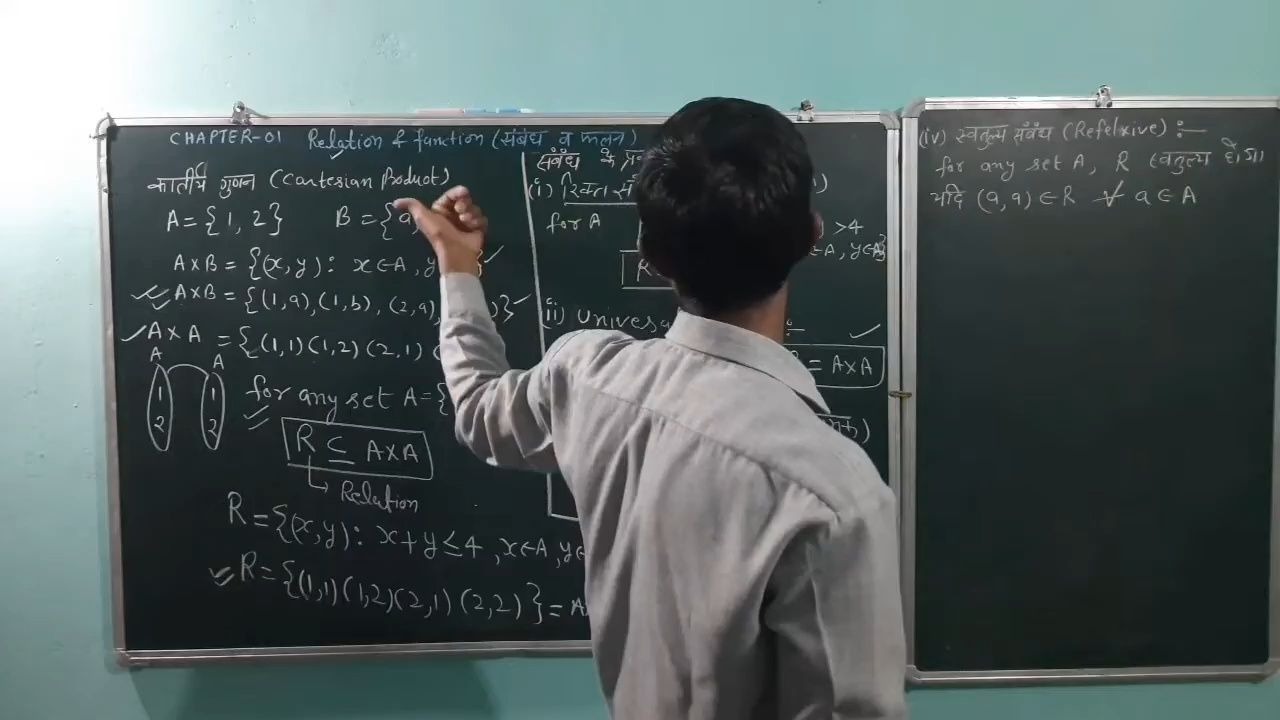 CHAPTER-01 Relation & function (संबंध व फलन)
कार्तीय गुणन (Cartesian Product)
A = {1, 2} B = {a
A×B = {(x,y): x∈A, y }
A×B = {(1,a),(1,b), (2,a), )}
A×A = {(1,1)(1,2)(2,1)
A A
1 1
2 2
for any set A={
R ⊆ A×A
Relation
R={(x,y): x+y≤4, x∈A, y∈
R={(1,1)(1,2)(2,1)(2,2)} = A
संबंध के
(i) रिक्त )
for A >4
∈A, y∈A}
R
(ii) univers :-
= A×A
(iv) स्वतुल्य संबंध (Refelxive) :-
for any set A, R स्वतुल्य होगा
यदि (a,a)∈R ∀ a∈A